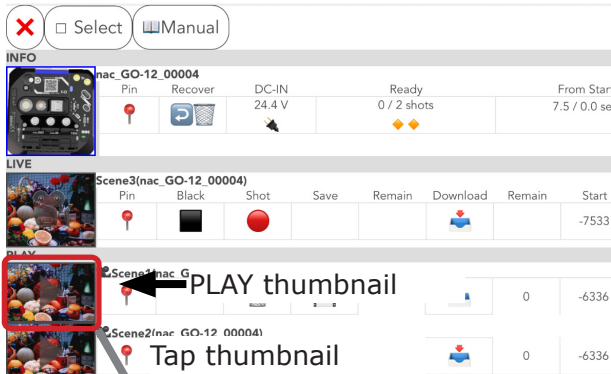 □ Select
Manual
INFO
nac_GO-12_00004
Pin Recover DC-IN Ready From Star
24.4 V 0 / 2 shots 7.5 / 0.0 se
LIVE
Scene3(nac_GO-12_00004)
Pin Black Shot Save Remain Download Remain Start
-7533
PLAY
Scene1(nac_G
PLAY thumbnail
0 -6336
Scene2(nac_GO-12_00004)
Tap thumbnail
0 -6336